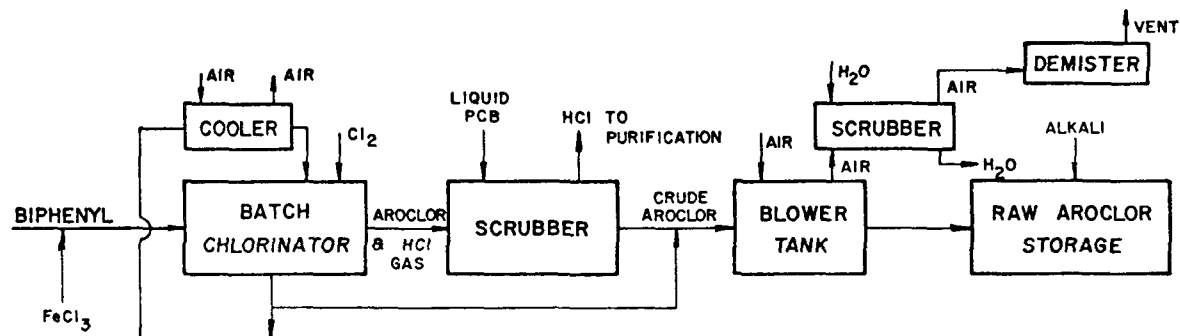 VENT
DEMISTER
H2O
AIR
AIR
AIR
COOLER
LIQUID
PCB
HCl TO
PURIFICATION
SCRUBBER
ALKALI
Cl2
AIR
AIR
H2O
BIPHENYL
BATCH
CHLORINATOR
AROCLOR
& HCl
GAS
SCRUBBER
CRUDE
AROCLOR
BLOWER
TANK
RAW AROCLOR
STORAGE
FeCl3